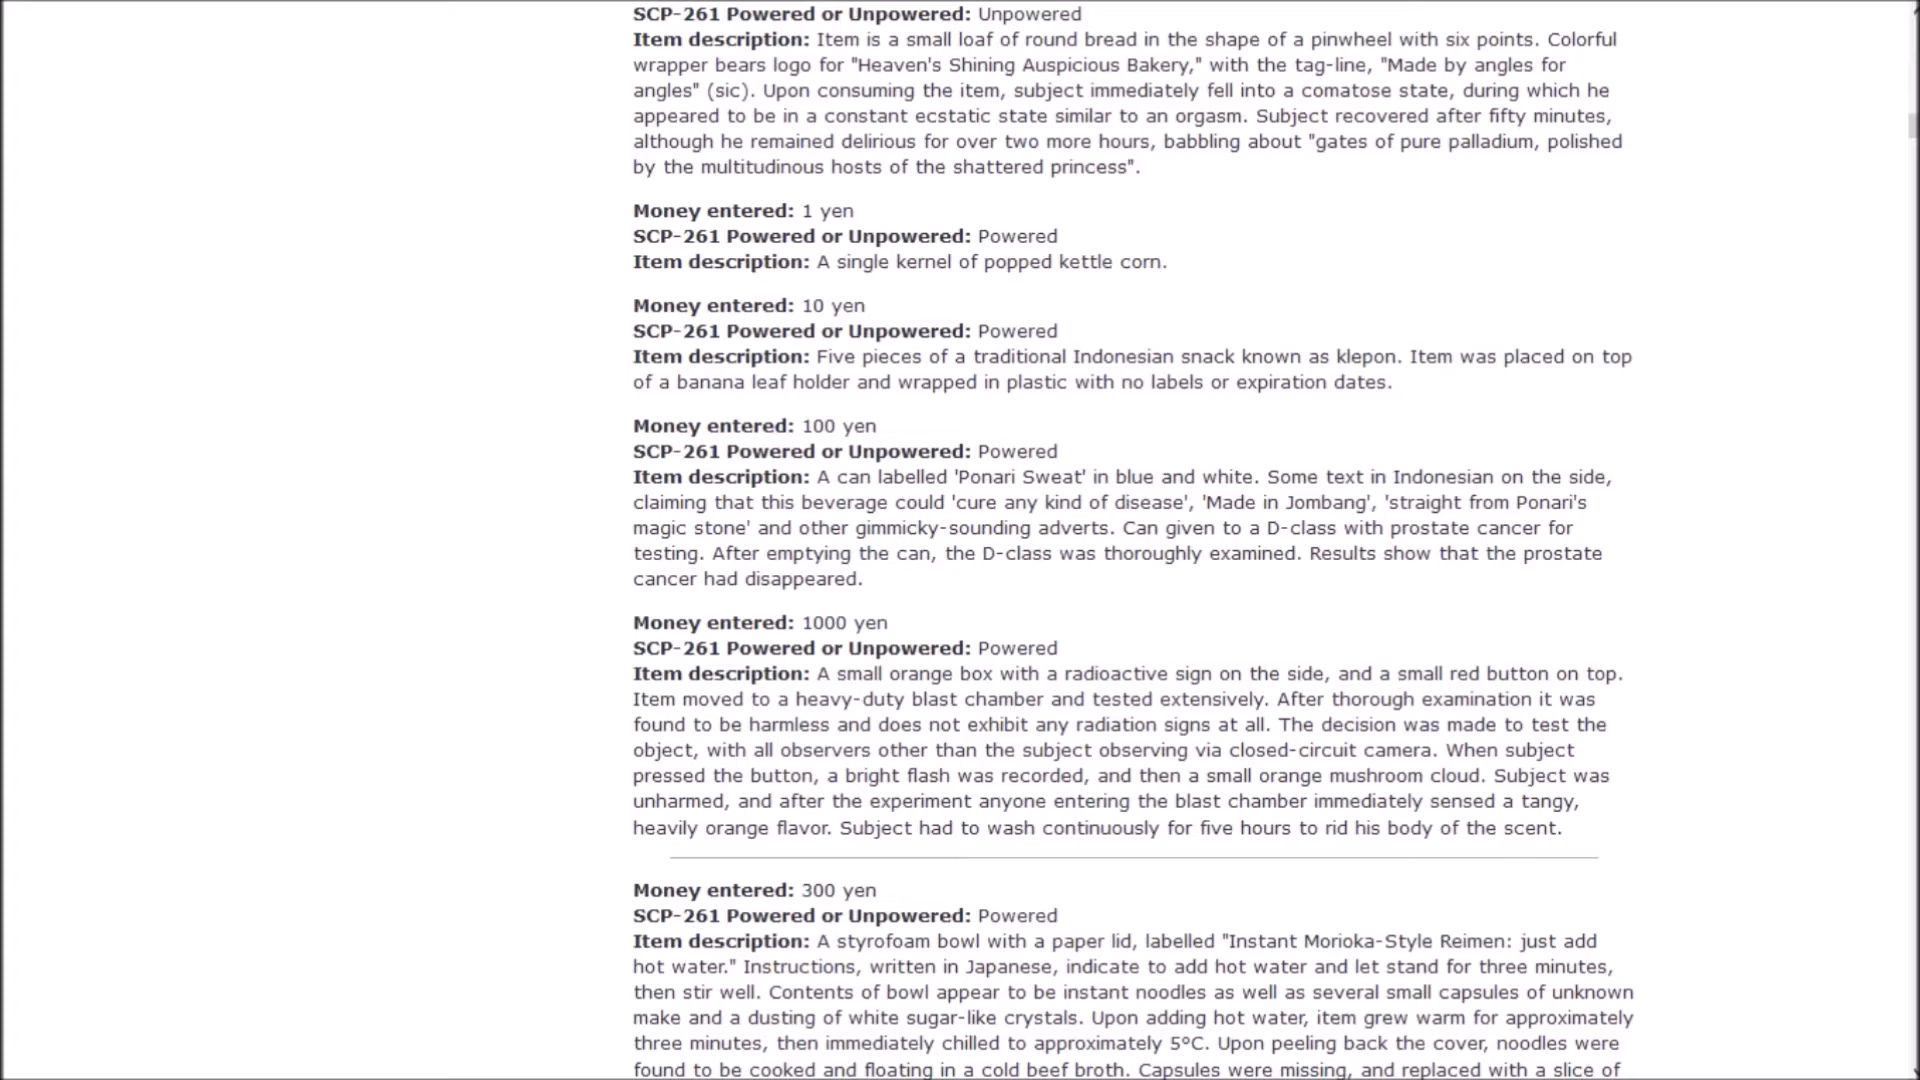 SCP-261 Powered or Unpowered: Unpowered
Item description: Item is a small loaf of round bread in the shape of a pinwheel with six points. Colorful
wrapper bears logo for "Heaven's Shining Auspicious Bakery," with the tag-line, "Made by angles for
angles" (sic). Upon consuming the item, subject immediately fell into a comatose state, during which he
appeared to be in a constant ecstatic state similar to an orgasm. Subject recovered after fifty minutes,
although he remained delirious for over two more hours, babbling about "gates of pure palladium, polished
by the multitudinous hosts of the shattered princess".
Money entered: 1 yen
SCP-261 Powered or Unpowered: Powered
Item description: A single kernel of popped kettle corn.
Money entered: 10 yen
SCP-261 Powered or Unpowered: Powered
Item description: Five pieces of a traditional Indonesian snack known as klepon. Item was placed on top
of a banana leaf holder and wrapped in plastic with no labels or expiration dates.
Money entered: 100 yen
SCP-261 Powered or Unpowered: Powered
Item description: A can labelled 'Ponari Sweat' in blue and white. Some text in Indonesian on the side,
claiming that this beverage could 'cure any kind of disease', 'Made in Jombang', 'straight from Ponari's
magic stone' and other gimmicky-sounding adverts. Can given to a D-class with prostate cancer for
testing. After emptying the can, the D-class was thoroughly examined. Results show that the prostate
cancer had disappeared.
Money entered: 1000 yen
SCP-261 Powered or Unpowered: Powered
Item description: A small orange box with a radioactive sign on the side, and a small red button on top.
Item moved to a heavy-duty blast chamber and tested extensively. After thorough examination it was
found to be harmless and does not exhibit any radiation signs at all. The decision was made to test the
object, with all observers other than the subject observing via closed-circuit camera. When subject
pressed the button, a bright flash was recorded, and then a small orange mushroom cloud. Subject was
unharmed, and after the experiment anyone entering the blast chamber immediately sensed a tangy,
heavily orange flavor. Subject had to wash continuously for five hours to rid his body of the scent.
Money entered: 300 yen
SCP-261 Powered or Unpowered: Powered
Item description: A styrofoam bowl with a paper lid, labelled "Instant Morioka-Style Reimen: just add
hot water." Instructions, written in Japanese, indicate to add hot water and let stand for three minutes,
then stir well. Contents of bowl appear to be instant noodles as well as several small capsules of unknown
make and a dusting of white sugar-like crystals. Upon adding hot water, item grew warm for approximately
three minutes, then immediately chilled to approximately 5°C. Upon peeling back the cover, noodles were
found to be cooked and floating in a cold beef broth. Capsules were missing, and replaced with a slice of